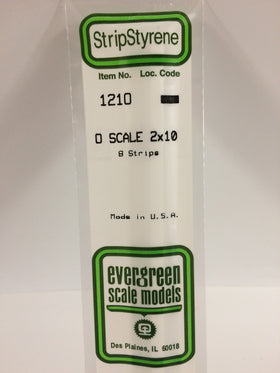 StripStyrene
Item No. Loc. Code
1210
O SCALE 2x10
8 Strips
Made in U.S.A.
evergreen
scale models
Des Plaines, IL 60018